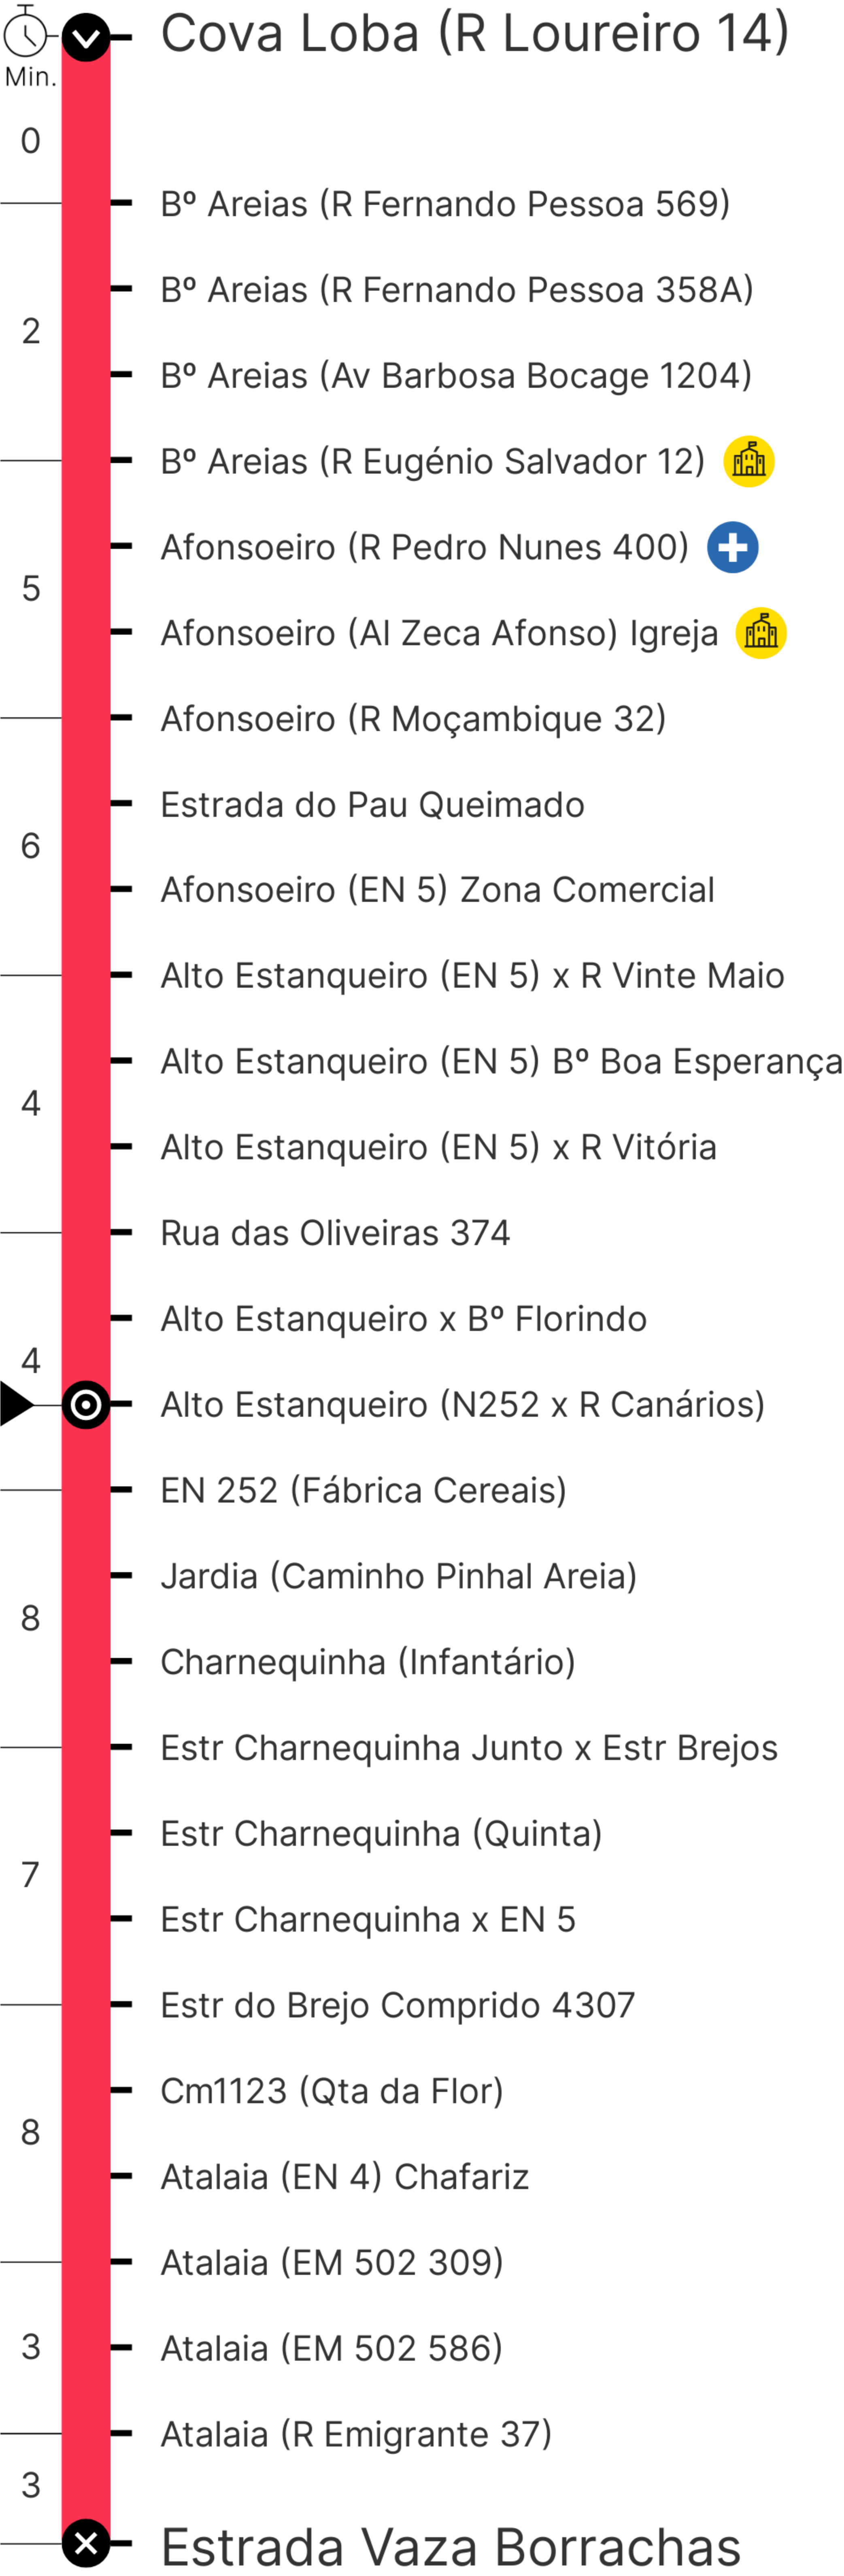 Cova Loba (R Loureiro 14)
Min.
0
Bº Areias (R Fernando Pessoa 569)
Bº Areias (R Fernando Pessoa 358A)
2
Bº Areias (Av Barbosa Bocage 1204)
Bº Areias (R Eugénio Salvador 12)
Afonsoeiro (R Pedro Nunes 400)
5
Afonsoeiro (Al Zeca Afonso) Igreja
Afonsoeiro (R Moçambique 32)
Estrada do Pau Queimado
6
Afonsoeiro (EN 5) Zona Comercial
Alto Estanqueiro (EN 5) x R Vinte Maio
Alto Estanqueiro (EN 5) Bº Boa Esperança
4
Alto Estanqueiro (EN 5) x R Vitória
Rua das Oliveiras 374
Alto Estanqueiro x Bº Florindo
4
Alto Estanqueiro (N252 x R Canários)
EN 252 (Fábrica Cereais)
Jardia (Caminho Pinhal Areia)
8
Charnequinha (Infantário)
Estr Charnequinha Junto x Estr Brejos
Estr Charnequinha (Quinta)
7
Estr Charnequinha x EN 5
Estr do Brejo Comprido 4307
Cm1123 (Qta da Flor)
8
Atalaia (EN 4) Chafariz
Atalaia (EM 502 309)
3
Atalaia (EM 502 586)
Atalaia (R Emigrante 37)
3
Estrada Vaza Borrachas